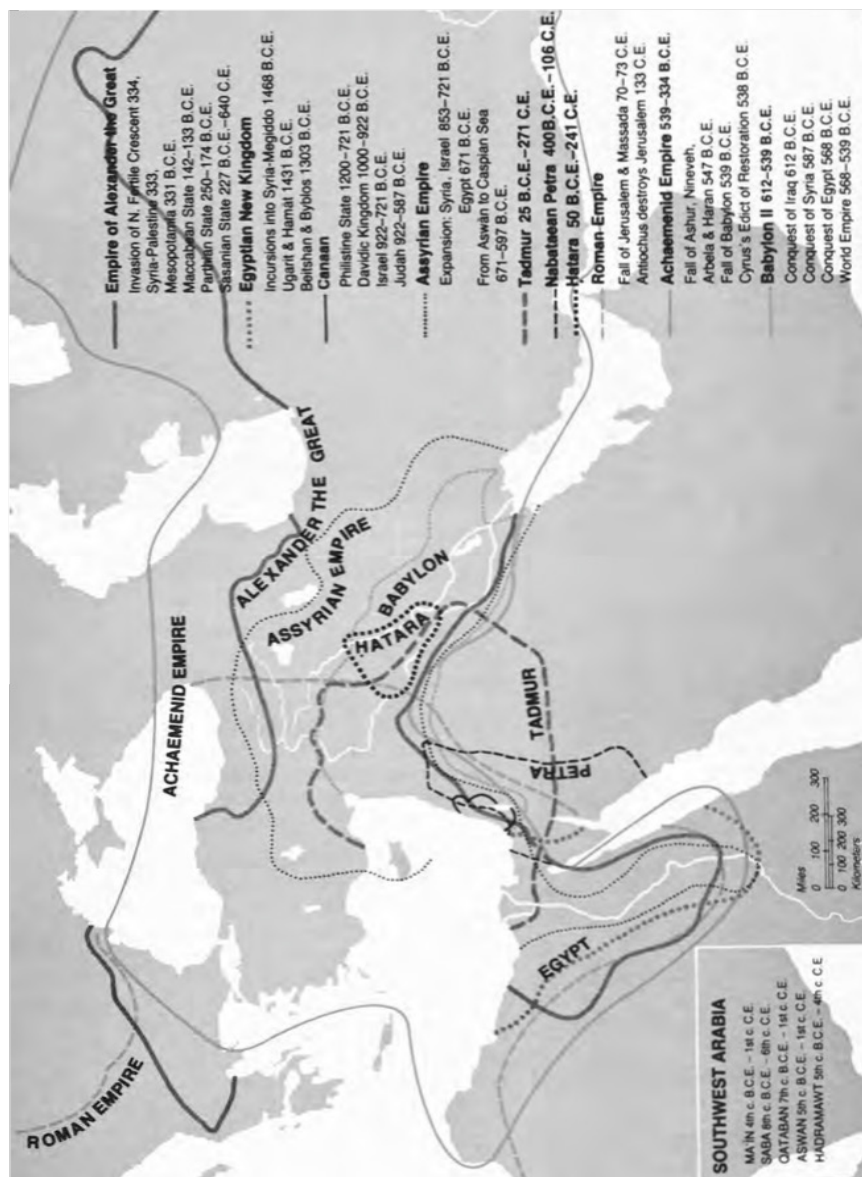 Empire of Alexander the Great
Invasion of N. Fertile Crescent 334,
Syria-Palestine 333,
Mesopotamia 331 B.C.E.
Maccabean State 142–133 B.C.E.
Parthian State 250–174 B.C.E.
Sasanian State 227 B.C.E.–640 C.E.
Egyptian New Kingdom
Incursions into Syria-Megiddo 1468 B.C.E.
Ugarit & Hamat 1431 B.C.E.
Beitshan & Byblos 1303 B.C.E.
Canaan
Philistine State 1200–721 B.C.E.
Davidic Kingdom 1000–922 B.C.E.
Israel 922–721 B.C.E.
Judah 922–587 B.C.E.
Assyrian Empire
Expansion: Syria, Israel 853–721 B.C.E.
Egypt 671 B.C.E.
From Aswan to Caspian Sea
671–597 B.C.E.
Tadmur 25 B.C.E.–271 C.E.
Nabataean Petra 400 B.C.E.–106 C.E.
Hatara 50 B.C.E.–241 C.E.
Roman Empire
Fall of Jerusalem & Massada 70–73 C.E.
Antiochus destroys Jerusalem 133 C.E.
Achaemenid Empire 539–334 B.C.E.
Fall of Ashur, Nineveh,
Arbela & Haran 547 B.C.E.
Fall of Babylon 539 B.C.E.
Cyrus's Edict of Restoration 538 B.C.E.
Babylon II 612–539 B.C.E.
Conquest of Iraq 612 B.C.E.
Conquest of Syria 587 B.C.E.
Conquest of Egypt 568 B.C.E.
World Empire 568–539 B.C.E.
ROMAN EMPIRE
ACHAEMENID EMPIRE
ALEXANDER THE GREAT
ASSYRIAN EMPIRE
BABYLON
HATARA
TADMUR
PETRA
EGYPT
Miles
0 100 200 300
0 100 200 300
Kilometers
SOUTHWEST ARABIA
MA'IN 4th c. B.C.E. – 1st c. C.E.
SABA 8th c. B.C.E. – 6th c. C.E.
QATABAN 7th c. B.C.E. – 1st c. C.E.
ASWAN 5th c. B.C.E. – 1st c. C.E.
HADRAMAWT 5th c. B.C.E. – 4th c. C.E